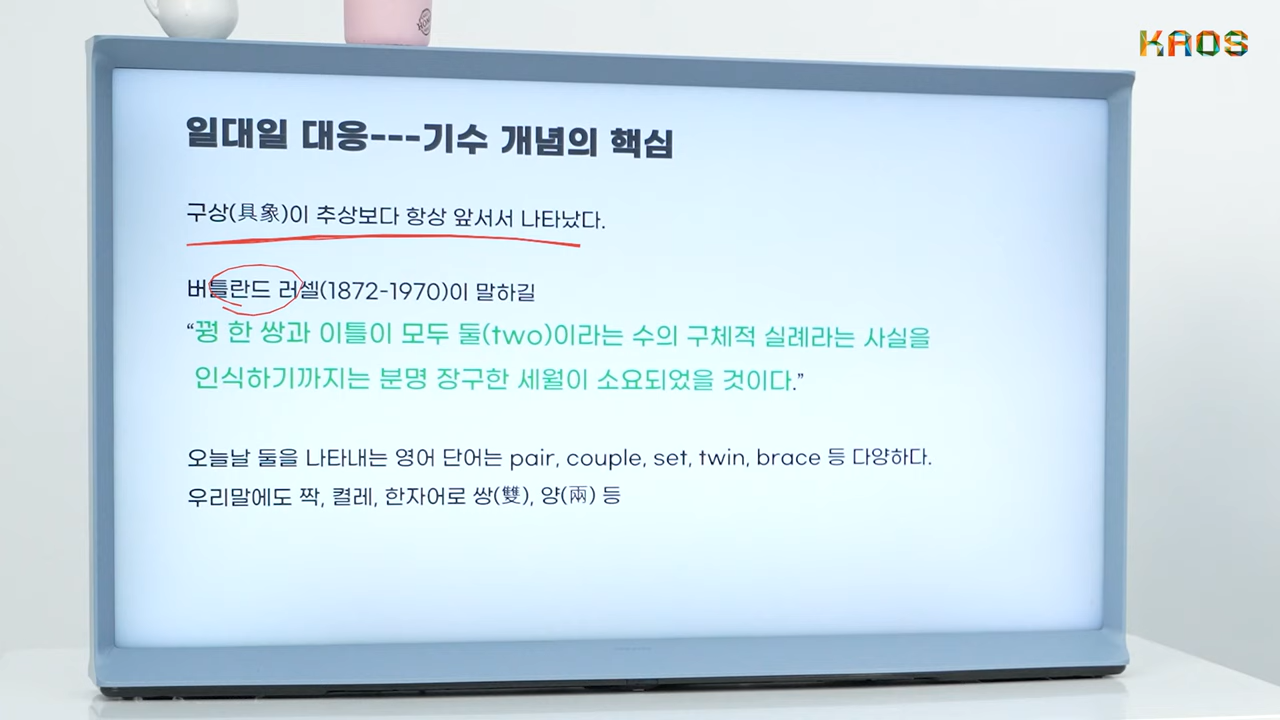 KAOS
일대일 대응---기수 개념의 핵심
구상(具象)이 추상보다 항상 앞서서 나타났다.
버틀란드 러셀(1872-1970)이 말하길
“꿩 한 쌍과 이틀이 모두 둘(two)이라는 수의 구체적 실례라는 사실을
인식하기까지는 분명 장구한 세월이 소요되었을 것이다.”
오늘날 둘을 나타내는 영어 단어는 pair, couple, set, twin, brace 등 다양하다.
우리말에도 짝, 켤레, 한자어로 쌍(雙), 양(兩) 등